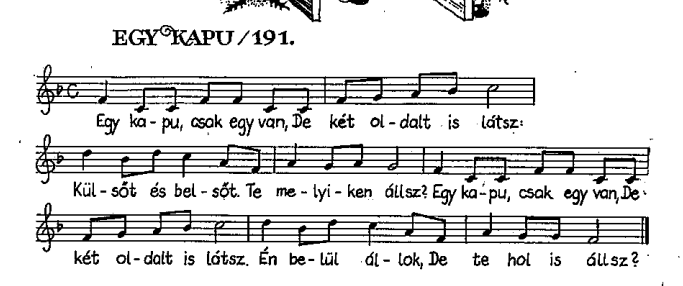 EGY KAPU/191.
Egy ka-pu, csak egy van, De két ol-dalt is látsz:
Kül-sőt és bel-sőt. Te me-lyi-ken állsz? Egy ka-pu, csak egy van, De
két ol-dalt is látsz. Én be-lül ál-lok, De te hol is állsz?